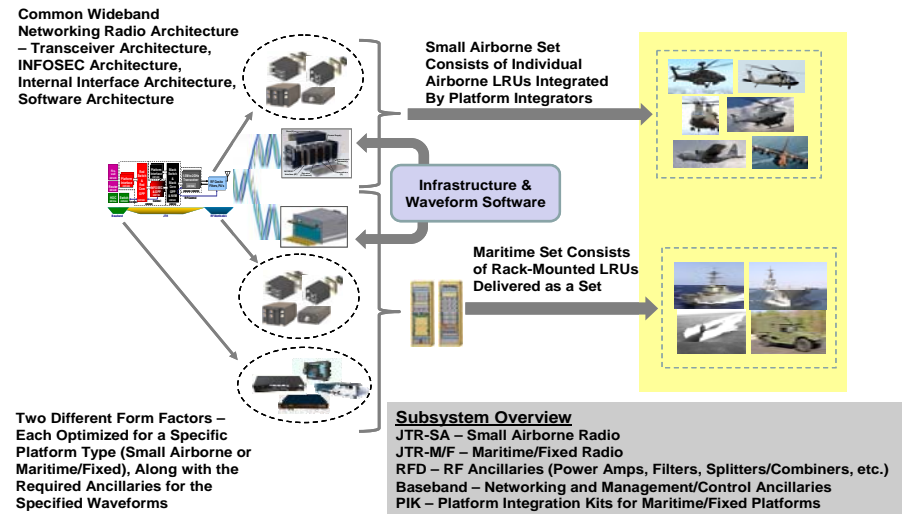 Common Wideband
Networking Radio Architecture
– Transceiver Architecture,
INFOSEC Architecture,
Internal Interface Architecture,
Software Architecture
Small Airborne Set
Consists of Individual
Airborne LRUs Integrated
By Platform Integrators
Infrastructure &
Waveform Software
Maritime Set Consists
of Rack-Mounted LRUs
Delivered as a Set
Two Different Form Factors –
Each Optimized for a Specific
Platform Type (Small Airborne or
Maritime/Fixed), Along with the
Required Ancillaries for the
Specified Waveforms
Subsystem Overview
JTR-SA – Small Airborne Radio
JTR-M/F – Maritime/Fixed Radio
RFD – RF Ancillaries (Power Amps, Filters, Splitters/Combiners, etc.)
Baseband – Networking and Management/Control Ancillaries
PIK – Platform Integration Kits for Maritime/Fixed Platforms